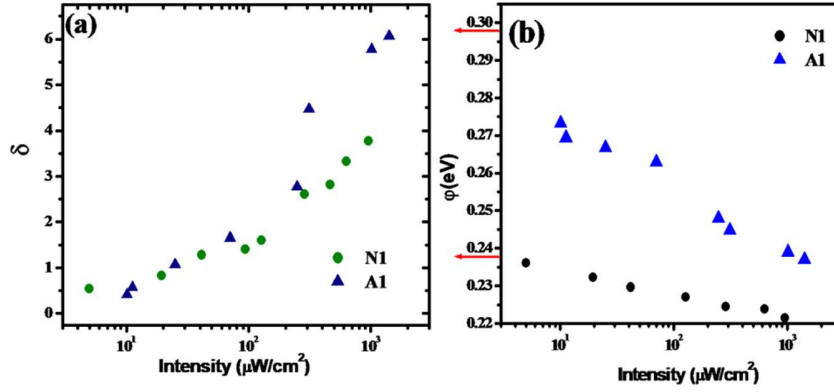 (a)
6
5
4
3
2
1
0
δ
N1
A1
10¹ 10² 10³
Intensity (µW/cm²)
(b)
N1
A1
0.30
0.29
0.28
0.27
0.26
0.25
0.24
0.23
0.22
φ(eV)
10¹ 10² 10³
Intensity (µW/cm²)